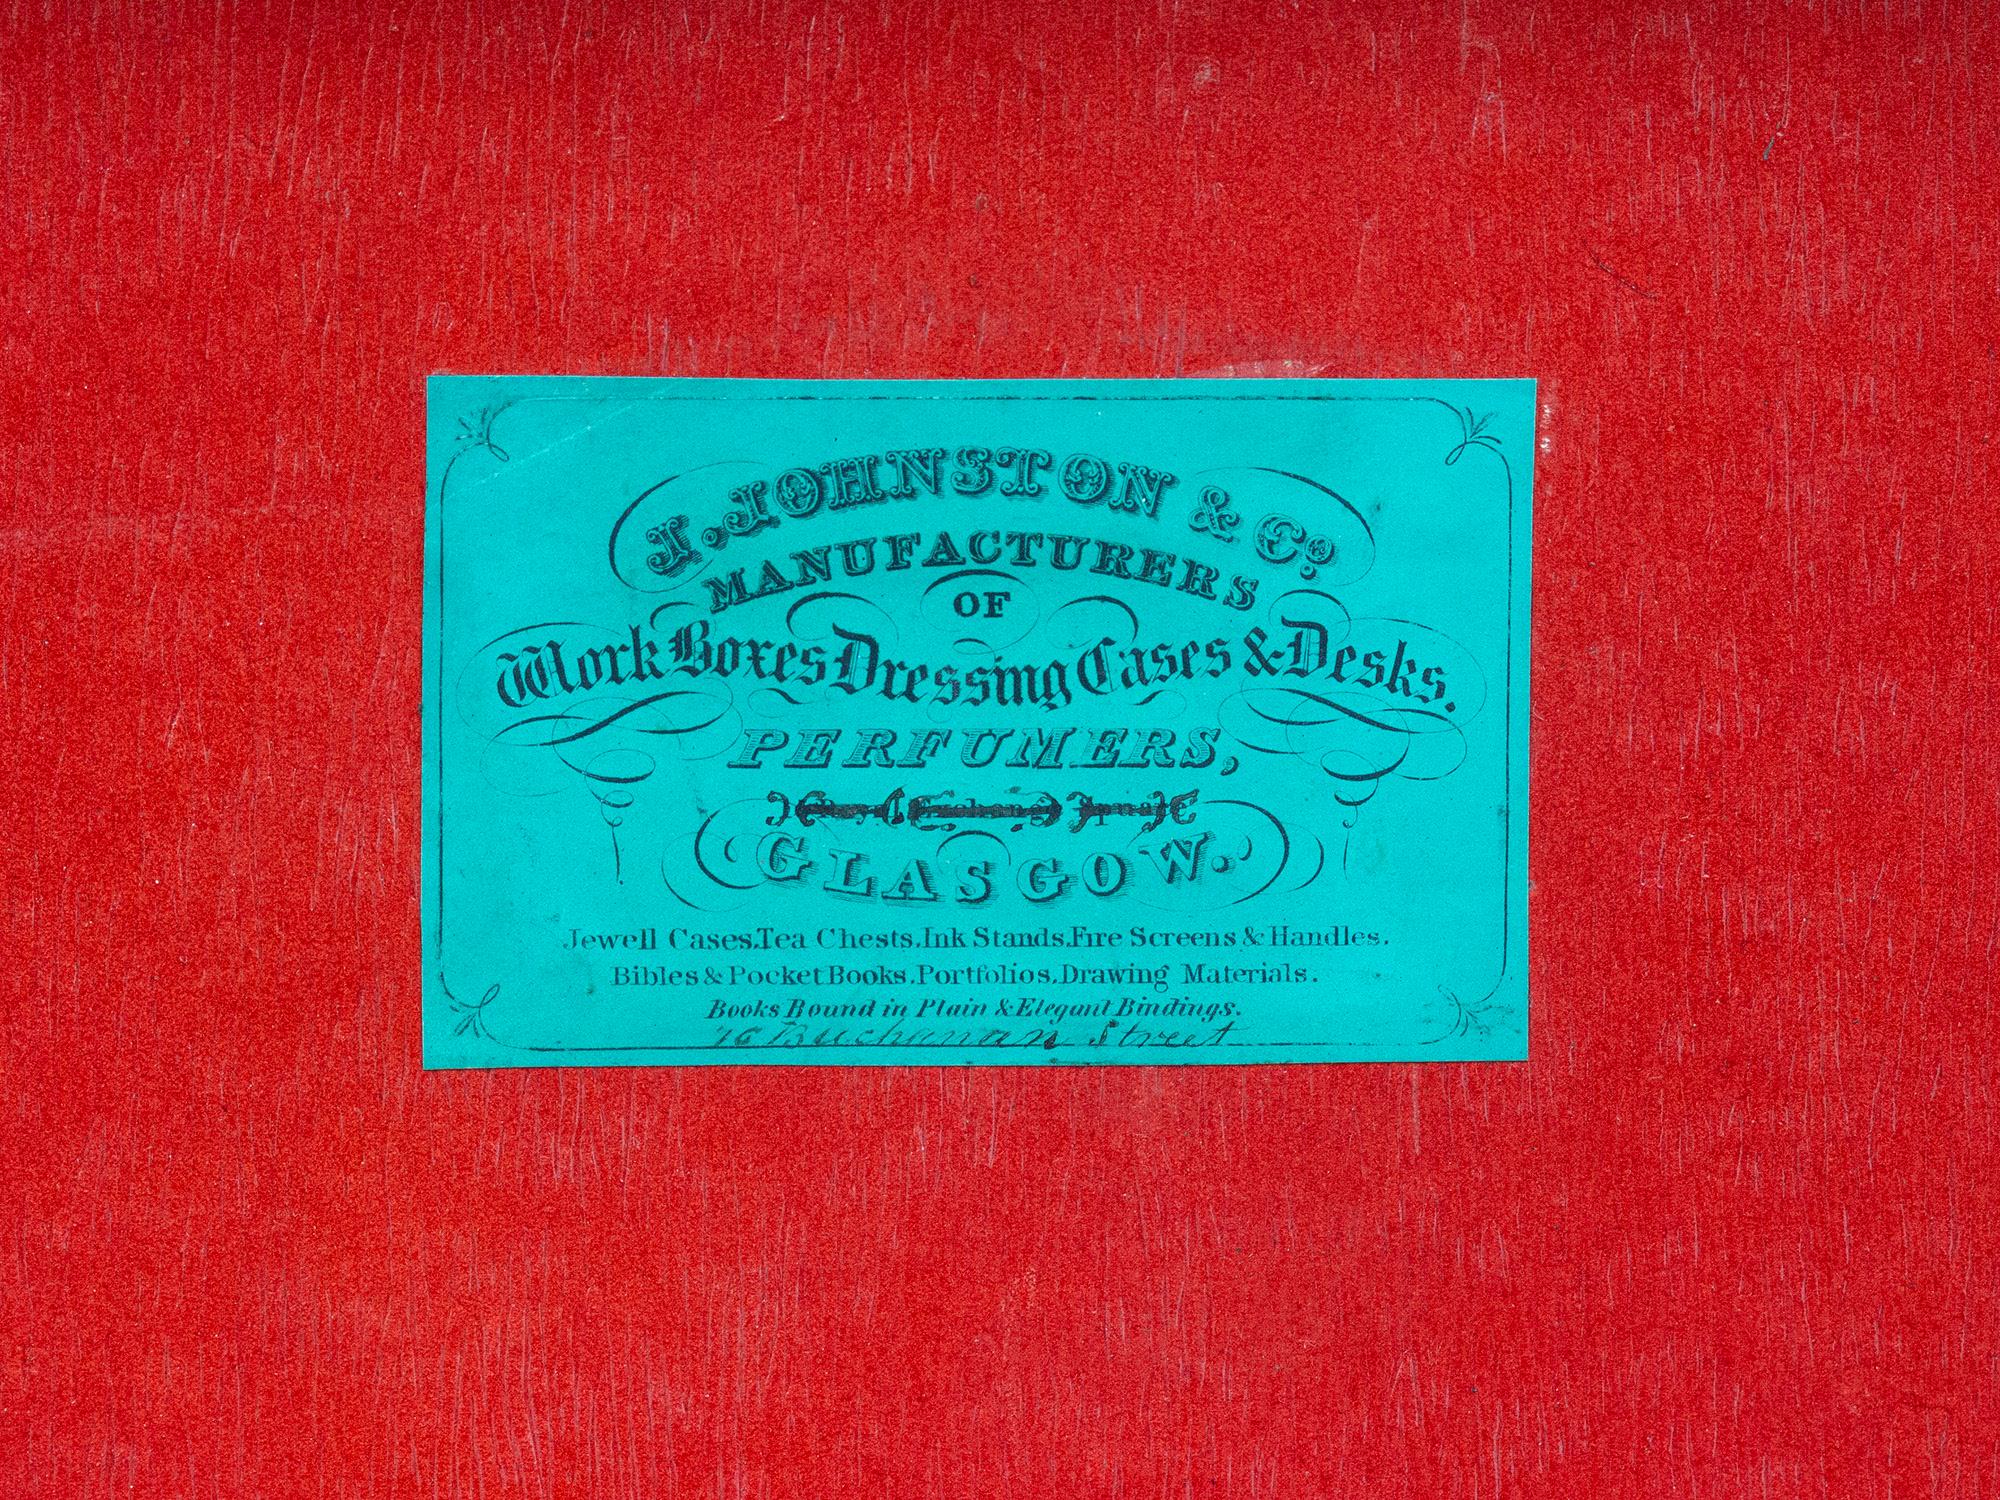 J. JOHNSTON & Co.
MANUFACTURERS
OF
Work Boxes Dressing Cases & Desks.
PERFUMERS,
GLASGOW.
Jewell Cases, Tea Chests, Ink Stands, Fire Screens & Handles.
Bibles & Pocket Books, Portfolios, Drawing Materials.
Books Bound in Plain & Elegant Bindings.
Buchanan Street